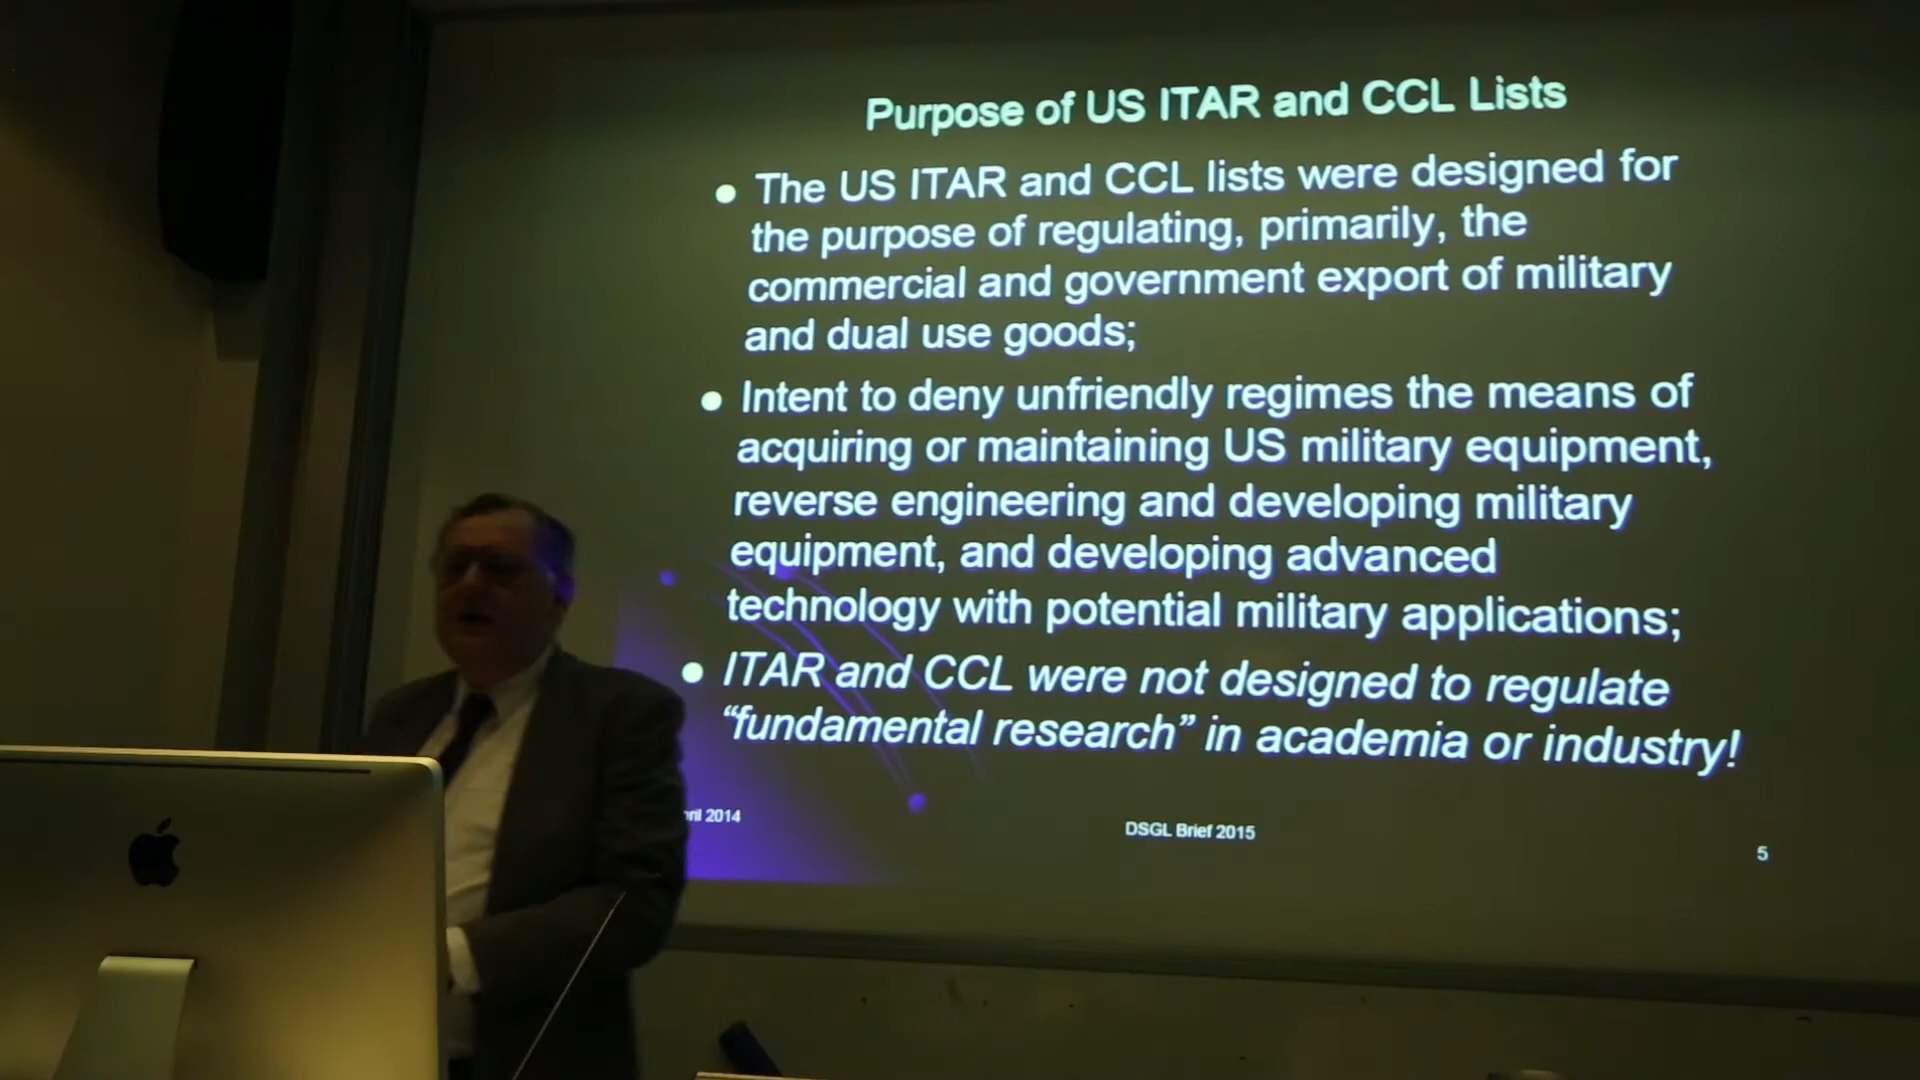 Purpose of US ITAR and CCL Lists
The US ITAR and CCL lists were designed for
the purpose of regulating, primarily, the
commercial and government export of military
and dual use goods;
Intent to deny unfriendly regimes the means of
acquiring or maintaining US military equipment,
reverse engineering and developing military
equipment, and developing advanced
technology with potential military applications;
ITAR and CCL were not designed to regulate
“fundamental research” in academia or industry!
2014
DSGL Brief 2015
5